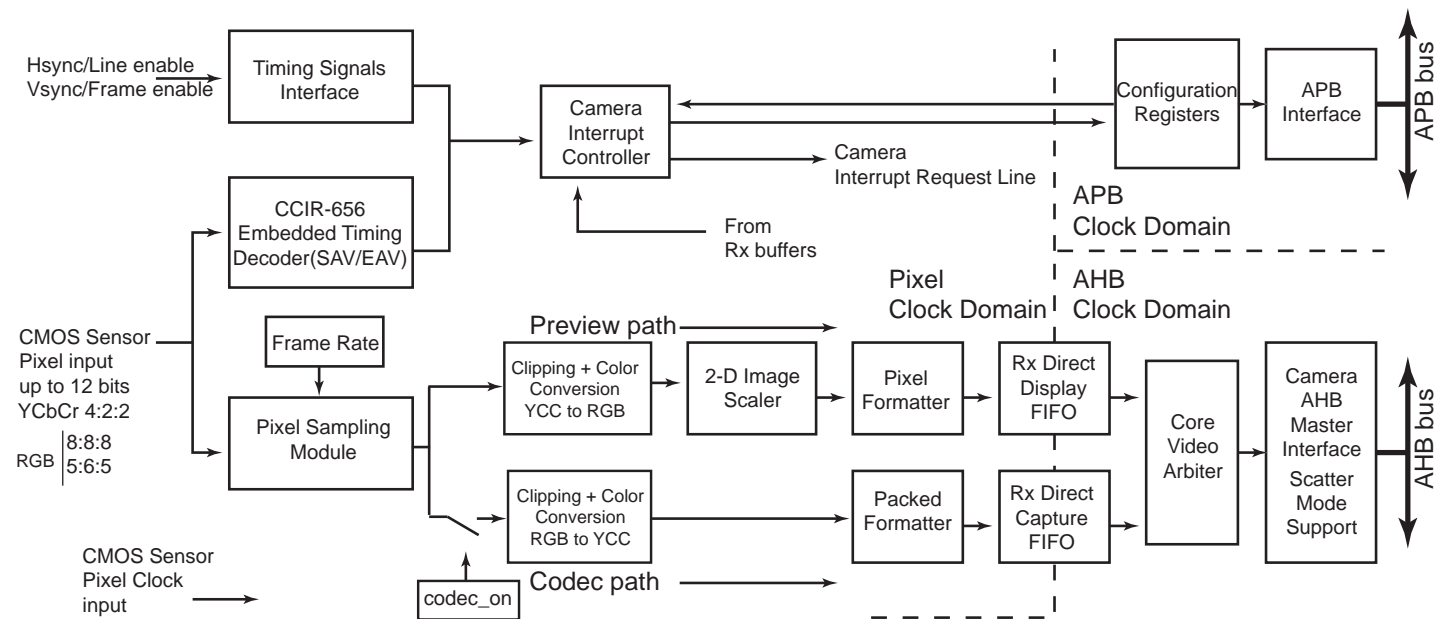 Hsync/Line enable
Vsync/Frame enable
Timing Signals
Interface
Camera
Interrupt
Controller
Configuration
Registers
APB
Interface
APB bus
Camera
Interrupt Request Line
APB
Clock Domain
CCIR-656
Embedded Timing
Decoder(SAV/EAV)
From
Rx buffers
Pixel
Clock Domain
AHB
Clock Domain
CMOS Sensor
Pixel input
up to 12 bits
YCbCr 4:2:2
RGB
8:8:8
5:6:5
Frame Rate
Pixel Sampling
Module
Preview path
Clipping + Color
Conversion
YCC to RGB
2-D Image
Scaler
Pixel
Formatter
Rx Direct
Display
FIFO
Core
Video
Arbiter
Camera
AHB
Master
Interface
Scatter
Mode
Support
AHB bus
Clipping + Color
Conversion
RGB to YCC
Packed
Formatter
Rx Direct
Capture
FIFO
CMOS Sensor
Pixel Clock
input
codec_on
Codec path